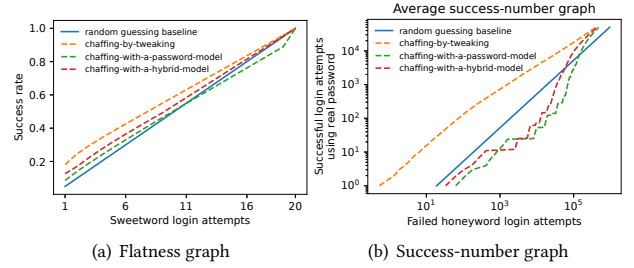 1.0
0.8
0.6
0.4
0.2
Success rate
random guessing baseline
chaffing-by-tweaking
chaffing-with-a-password-model
chaffing-with-a-hybrid-model
1 6 11 16 20
Sweetword login attempts
(a) Flatness graph
Average success-number graph
Successful login attempts
using real password
10⁴
10³
10²
10¹
10⁰
random guessing baseline
chaffing-by-tweaking
chaffing-with-a-password-model
chaffing-with-a-hybrid-model
10¹ 10³ 10⁵
Failed honeyword login attempts
(b) Success-number graph